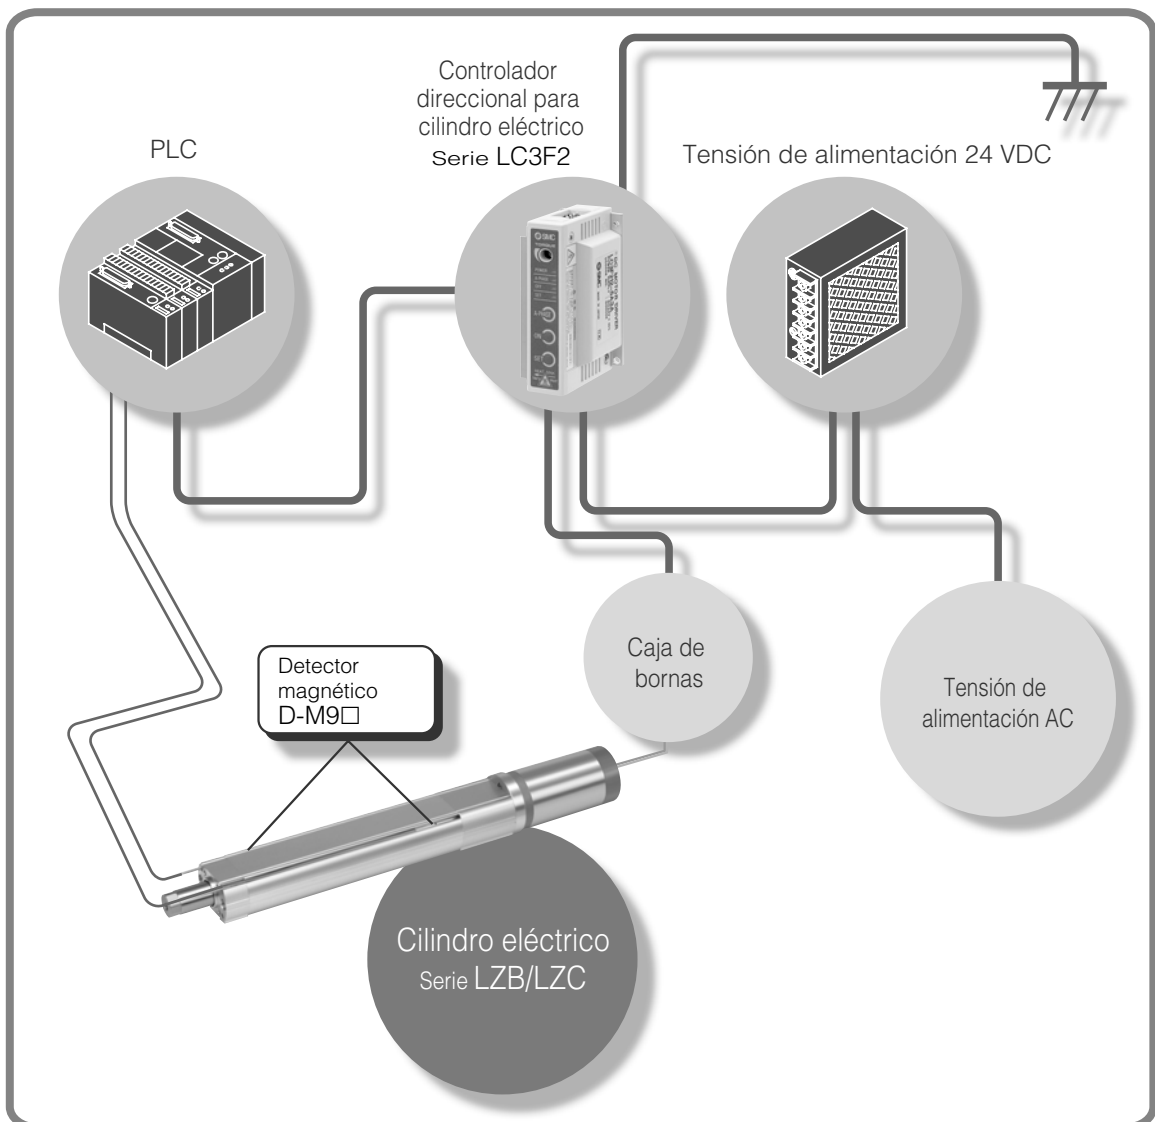 Controlador
direccional para
cilindro eléctrico
Serie LC3F2
PLC
Tensión de alimentación 24 VDC
SMC
Caja de
bornas
Detector
magnético
D-M9□
Tensión de
alimentación AC
Cilindro eléctrico
Serie LZB/LZC